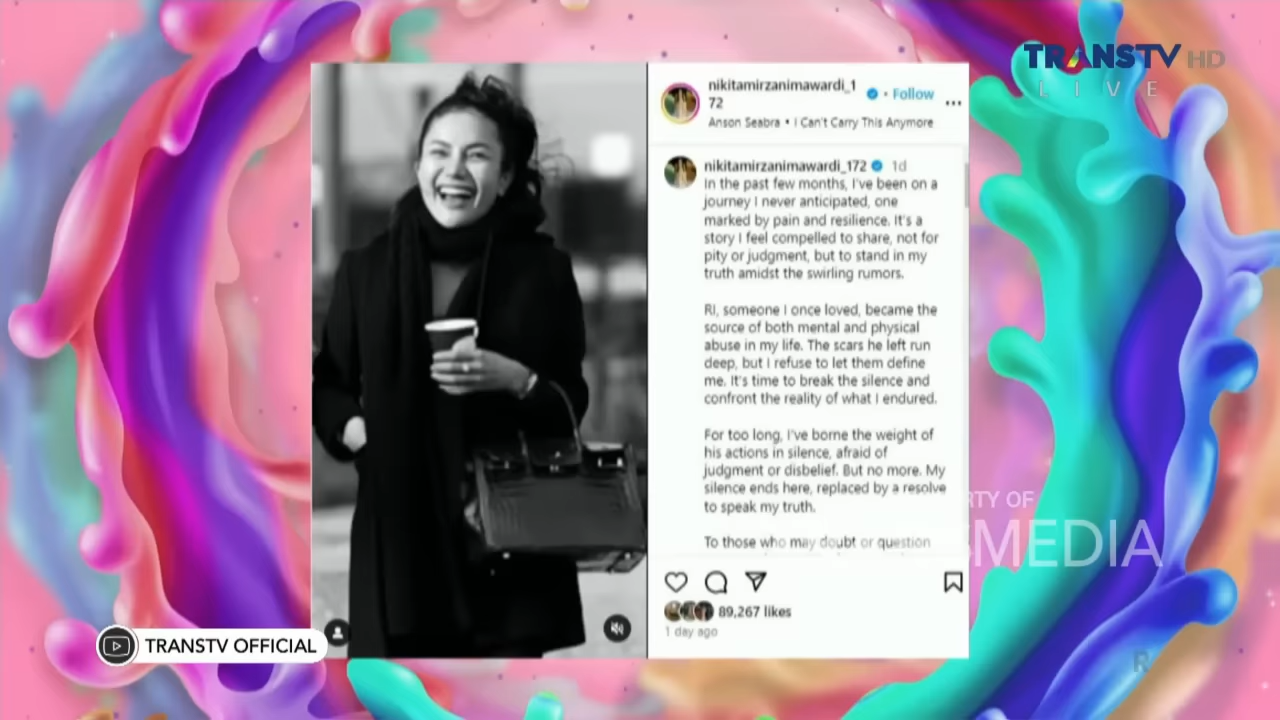 TRANSTV HD
LIVE
nikitamirzanimawardi_1
72
• Follow
Anson Seabra • I Can't Carry This Anymore
nikitamirzanimawardi_172 1d
In the past few months, I've been on a
journey I never anticipated, one
marked by pain and resilience. It's a
story I feel compelled to share, not for
pity or judgment, but to stand in my
truth amidst the swirling rumors.
RI, someone I once loved, became the
source of both mental and physical
abuse in my life. The scars he left run
deep, but I refuse to let them define
me. It's time to break the silence and
confront the reality of what I endured.
For too long, I've borne the weight of
his actions in silence, afraid of
judgment or disbelief. But no more. My
silence ends here, replaced by a resolve
to speak my truth.
To those who may doubt or question
RTY OF
SMEDIA
89,267 likes
1 day ago
TRANSTV OFFICIAL
R